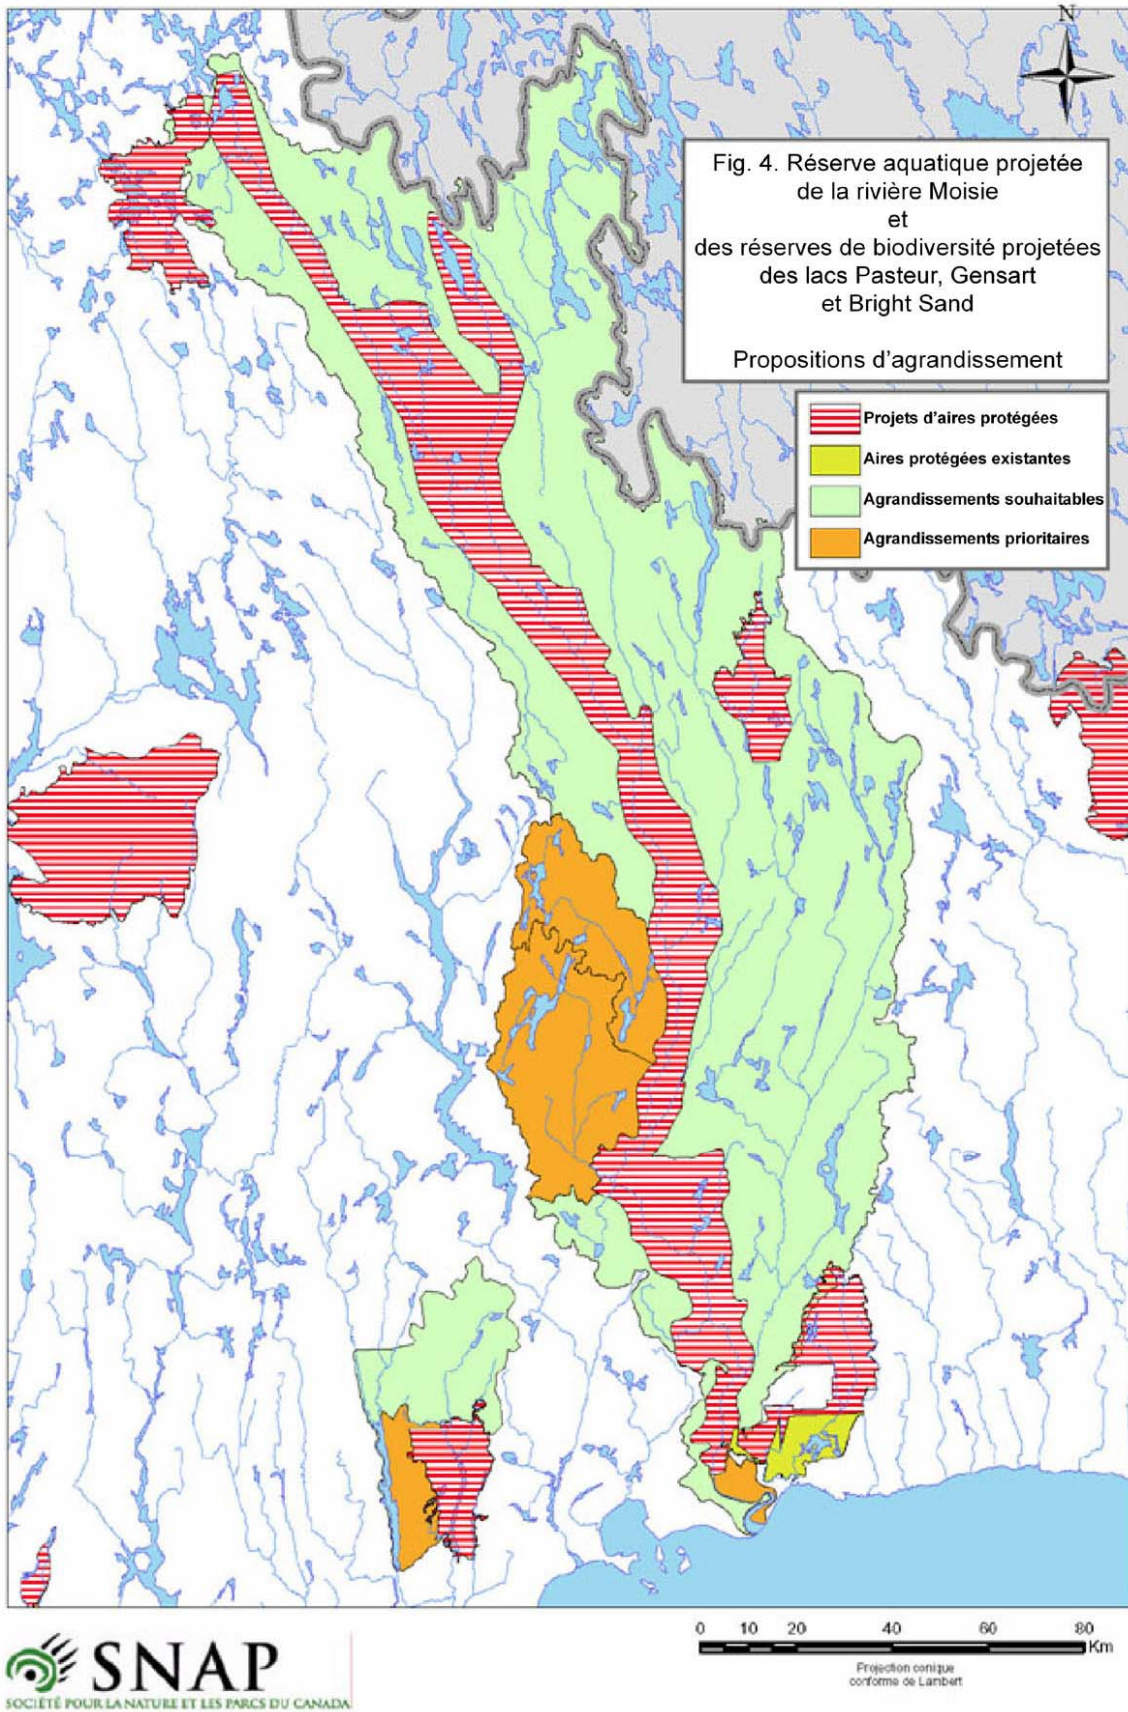 N
Fig. 4. Réserve aquatique projetée
de la rivière Moisie
et
des réserves de biodiversité projetées
des lacs Pasteur, Gensart
et Bright Sand
Propositions d'agrandissement
Projets d'aires protégées
Aires protégées existantes
Agrandissements souhaitables
Agrandissements prioritaires
0 10 20 40 60 80
Km
Projection conique
conforme de Lambert
SNAP
SOCIÉTÉ POUR LA NATURE ET LES PARCS DU CANADA